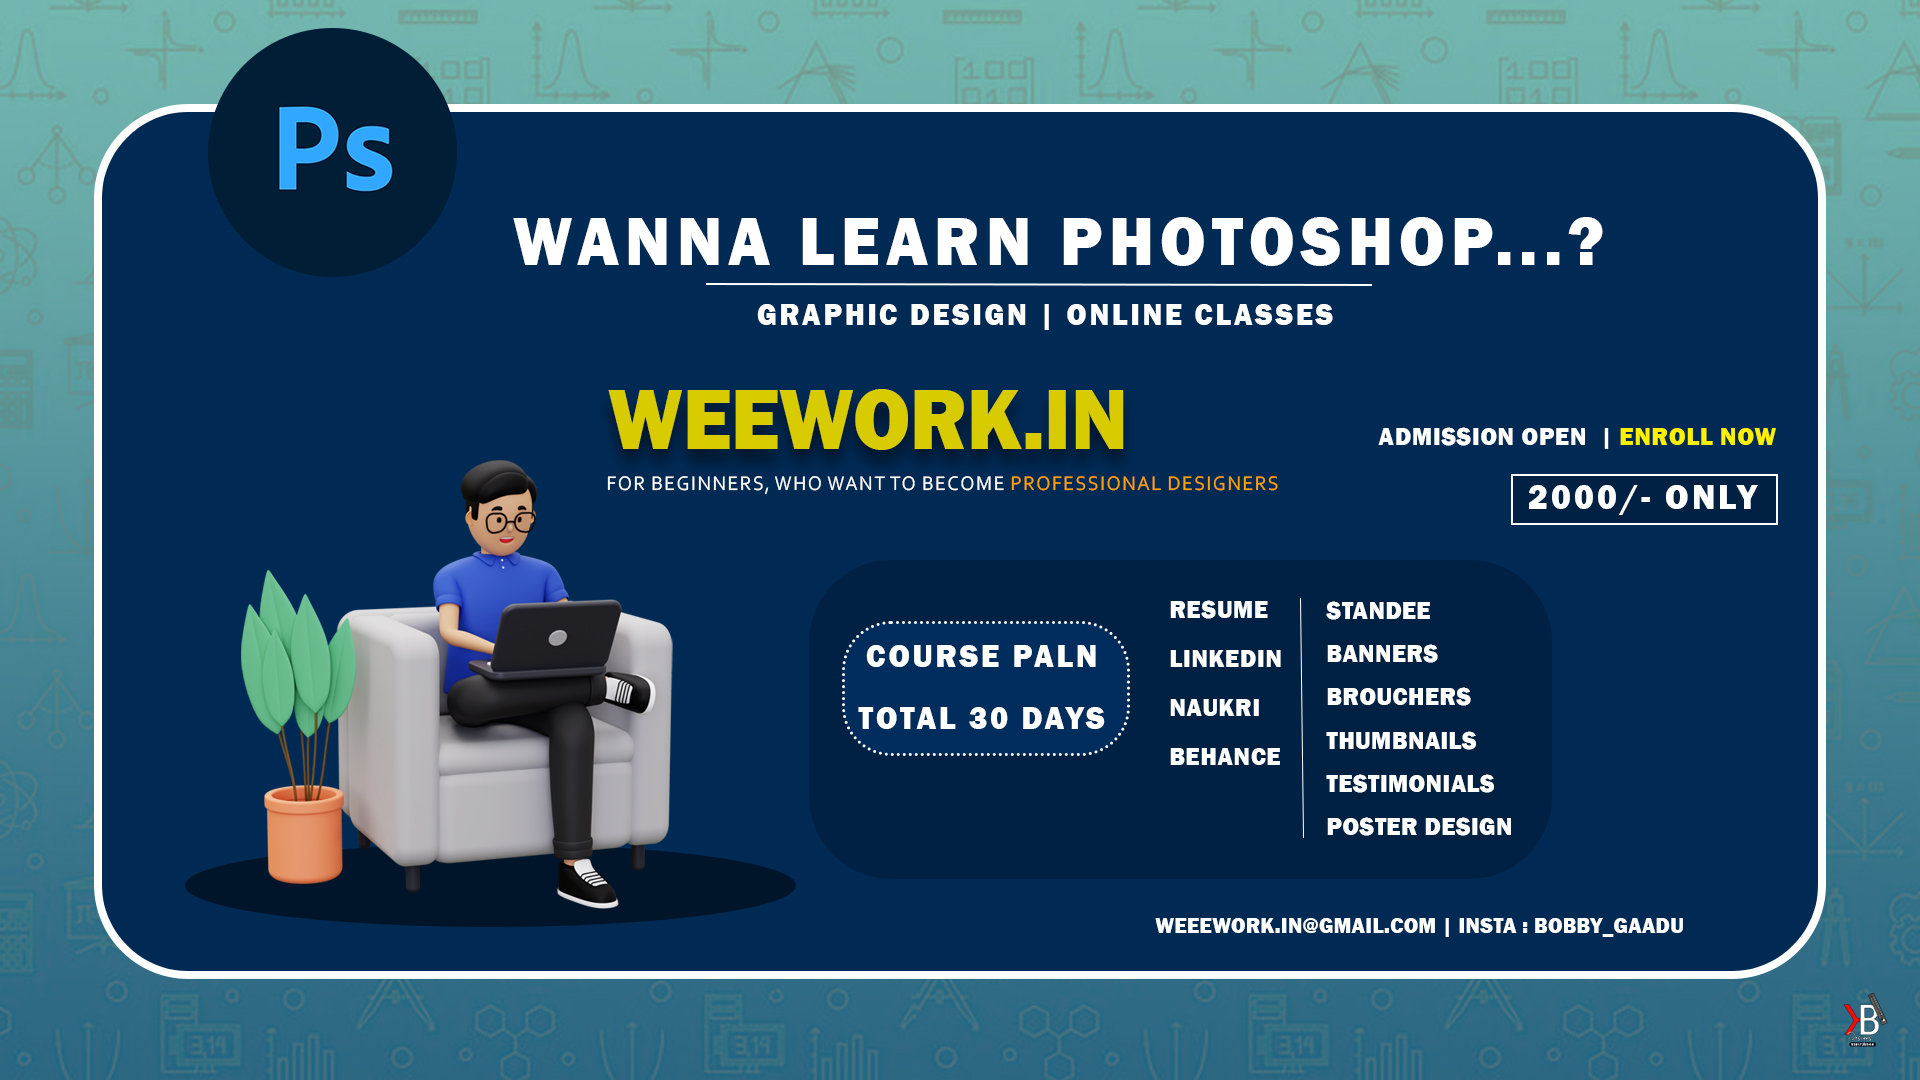 Ps
WANNA LEARN PHOTOSHOP...?
GRAPHIC DESIGN | ONLINE CLASSES
WEEWORK.IN
FOR BEGINNERS, WHO WANT TO BECOME PROFESSIONAL DESIGNERS
ADMISSION OPEN | ENROLL NOW
2000/- ONLY
COURSE PALN
TOTAL 30 DAYS
RESUME
LINKEDIN
NAUKRI
BEHANCE
STANDEE
BANNERS
BROUCHERS
THUMBNAILS
TESTIMONIALS
POSTER DESIGN
WEEEWORK.IN@GMAIL.COM | INSTA : BOBBY_GAADU
KB